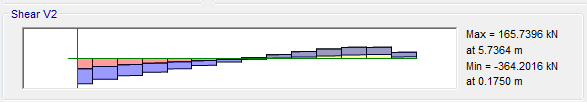 Shear V2
Max = 165.7396 kN
at 5.7364 m
Min = -364.2016 kN
at 0.1750 m